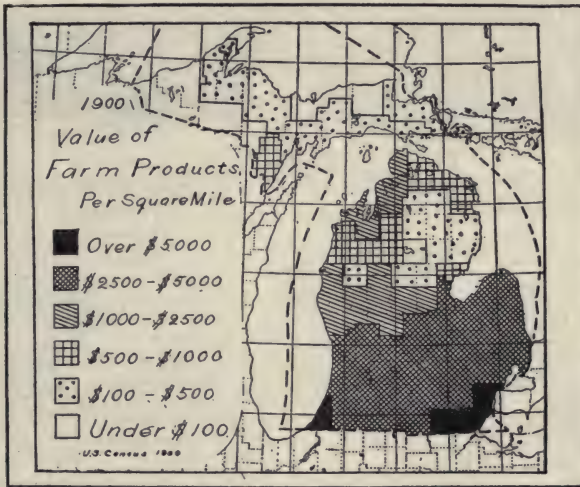 1900
Value of
Farm Products
Per Square Mile
Over $5000
$2500-$5000
$1000-$2500
$500-$1000
$100-$500
Under $100
U.S. Census 1900